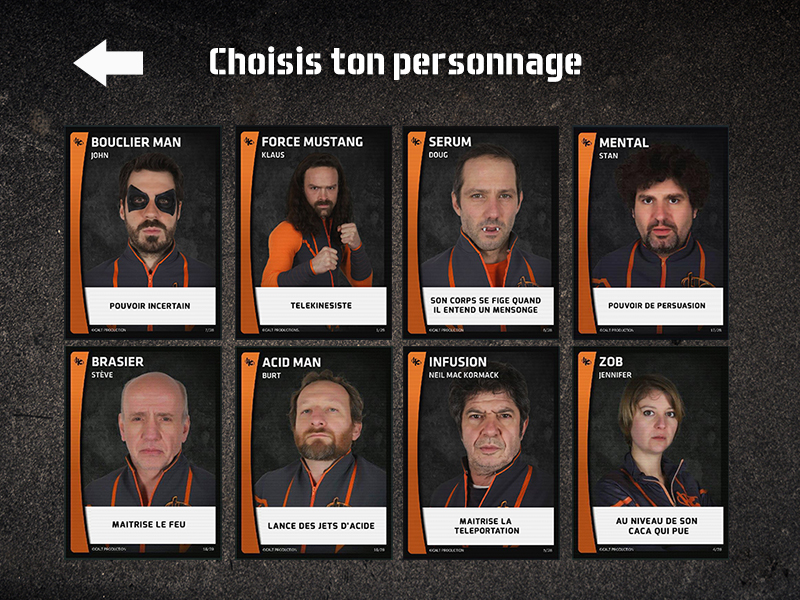 Choisis ton personnage
BOUCLIER MAN
JOHN
POUVOIR INCERTAIN
FORCE MUSTANG
KLAUS
TELEKINESISTE
SERUM
DOUG
SON CORPS SE FIGE QUAND
IL ENTEND UN MENSONGE
MENTAL
STAN
POUVOIR DE PERSUASION
BRASIER
STÈVE
MAITRISE LE FEU
ACID MAN
BURT
LANCE DES JETS D'ACIDE
INFUSION
NEIL MAC KORMACK
MAITRISE LA
TELEPORTATION
ZOB
JENNIFER
AU NIVEAU DE SON
CACA QUI PUE